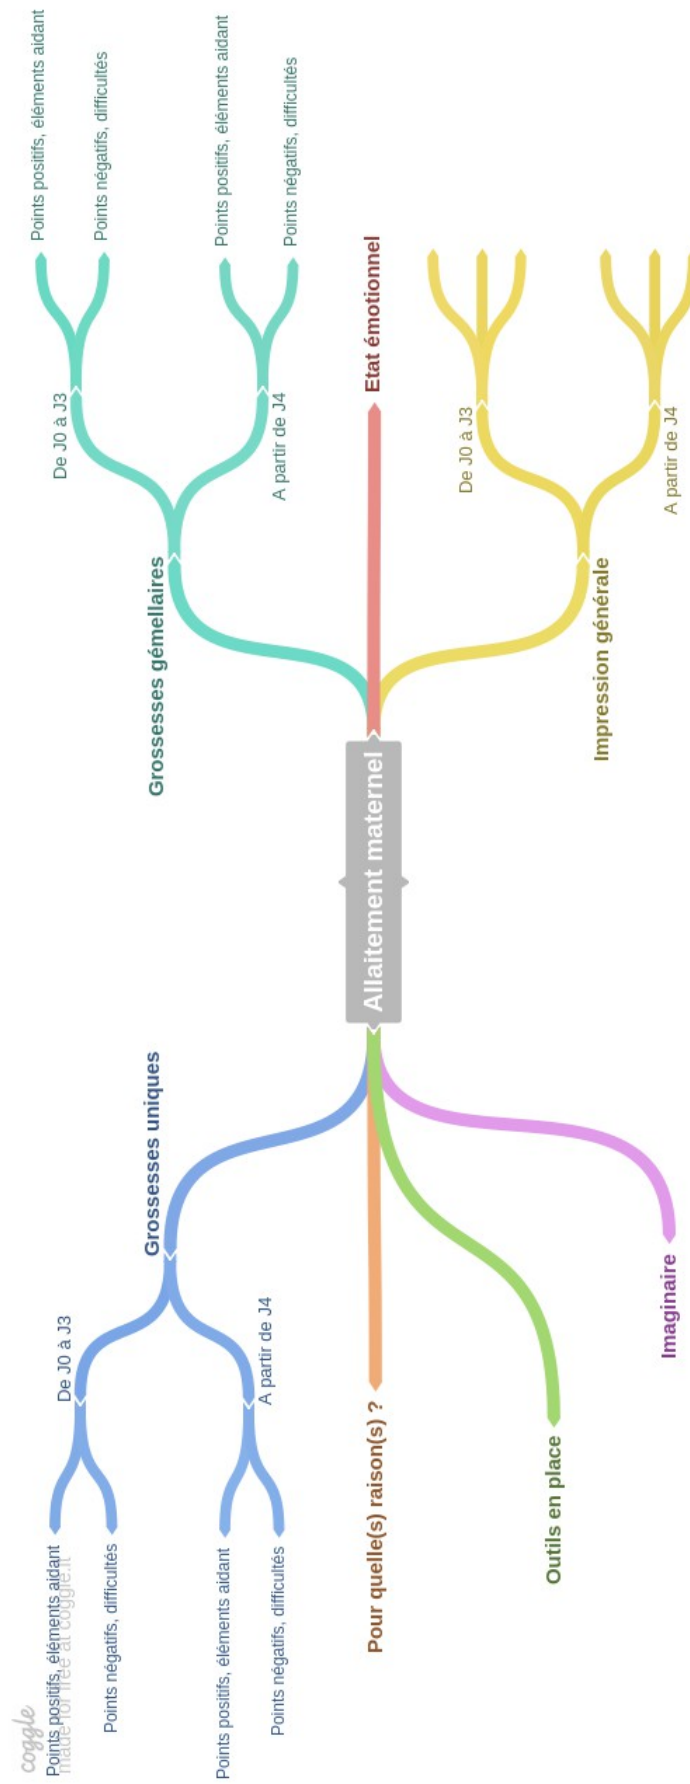 Allaitement maternel
Grossesses uniques
De J0 à J3
Points positifs, éléments aidant
Points négatifs, difficultés
A partir de J4
Points positifs, éléments aidant
Points négatifs, difficultés
Pour quelle(s) raison(s) ?
Outils en place
Imaginaire
Grossesses gémellaires
De J0 à J3
Points positifs, éléments aidant
Points négatifs, difficultés
A partir de J4
Points positifs, éléments aidant
Points négatifs, difficultés
Etat émotionnel
Impression générale
De J0 à J3
A partir de J4
coggle
made for free at coggle.it